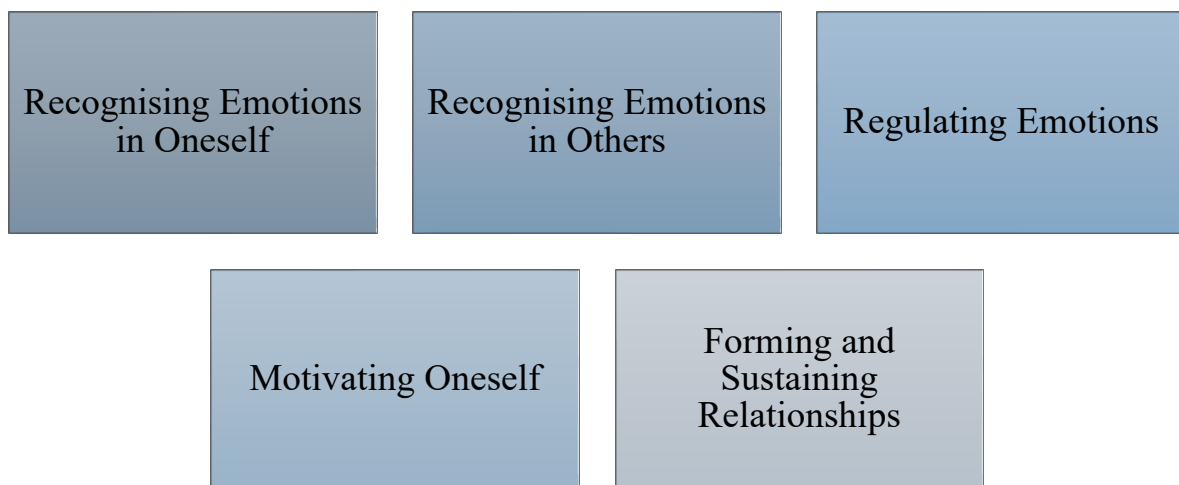 Recognising Emotions
in Oneself
Recognising Emotions
in Others
Regulating Emotions
Motivating Oneself
Forming and
Sustaining
Relationships